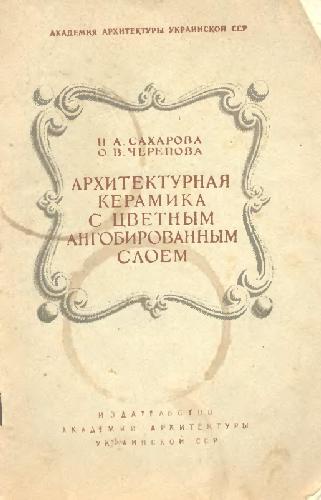 АКАДЕМИЯ АРХИТЕКТУРЫ УКРАИНСКОЙ ССР
Н. А. САХАРОВА
О. В. ЧЕРЕПОВА
АРХИТЕКТУРНАЯ
КЕРАМИКА
С ЦВЕТНЫМ
АНГОБИРОВАННЫМ
СЛОЕМ
ИЗДАТЕЛЬСТВО
АКАДЕМИИ АРХИТЕКТУРЫ
УКРАИНСКОЙ ССР